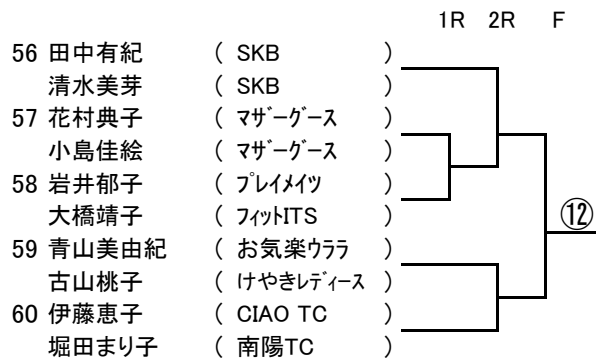 1R 2R F
56 田中有紀 ( SKB )
清水美芽 ( SKB )
57 花村典子 ( マザーグース )
小島佳絵 ( マザーグース )
58 岩井郁子 ( プレイメイツ )
大橋靖子 ( フィットITS )
⑫
59 青山美由紀 ( お気楽ウララ )
古山桃子 ( けやきレディース )
60 伊藤恵子 ( CIAO TC )
堀田まり子 ( 南陽TC )